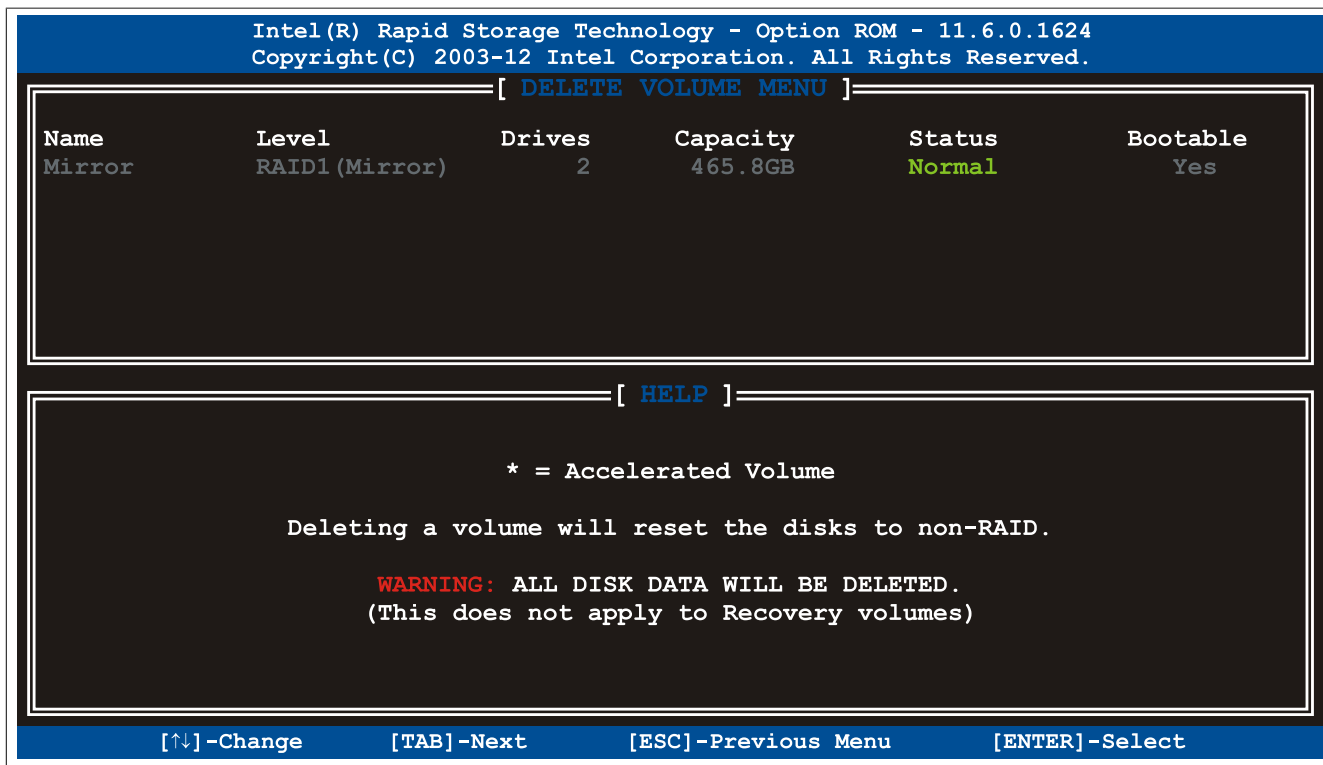 Intel(R) Rapid Storage Technology - Option ROM - 11.6.0.1624
Copyright(C) 2003-12 Intel Corporation. All Rights Reserved.
[ DELETE VOLUME MENU ]
Name Level Drives Capacity Status Bootable
Mirror RAID1(Mirror) 2 465.8GB Normal Yes
[ HELP ]
* = Accelerated Volume
Deleting a volume will reset the disks to non-RAID.
WARNING: ALL DISK DATA WILL BE DELETED.
(This does not apply to Recovery volumes)
[↑↓]-Change [TAB]-Next [ESC]-Previous Menu [ENTER]-Select